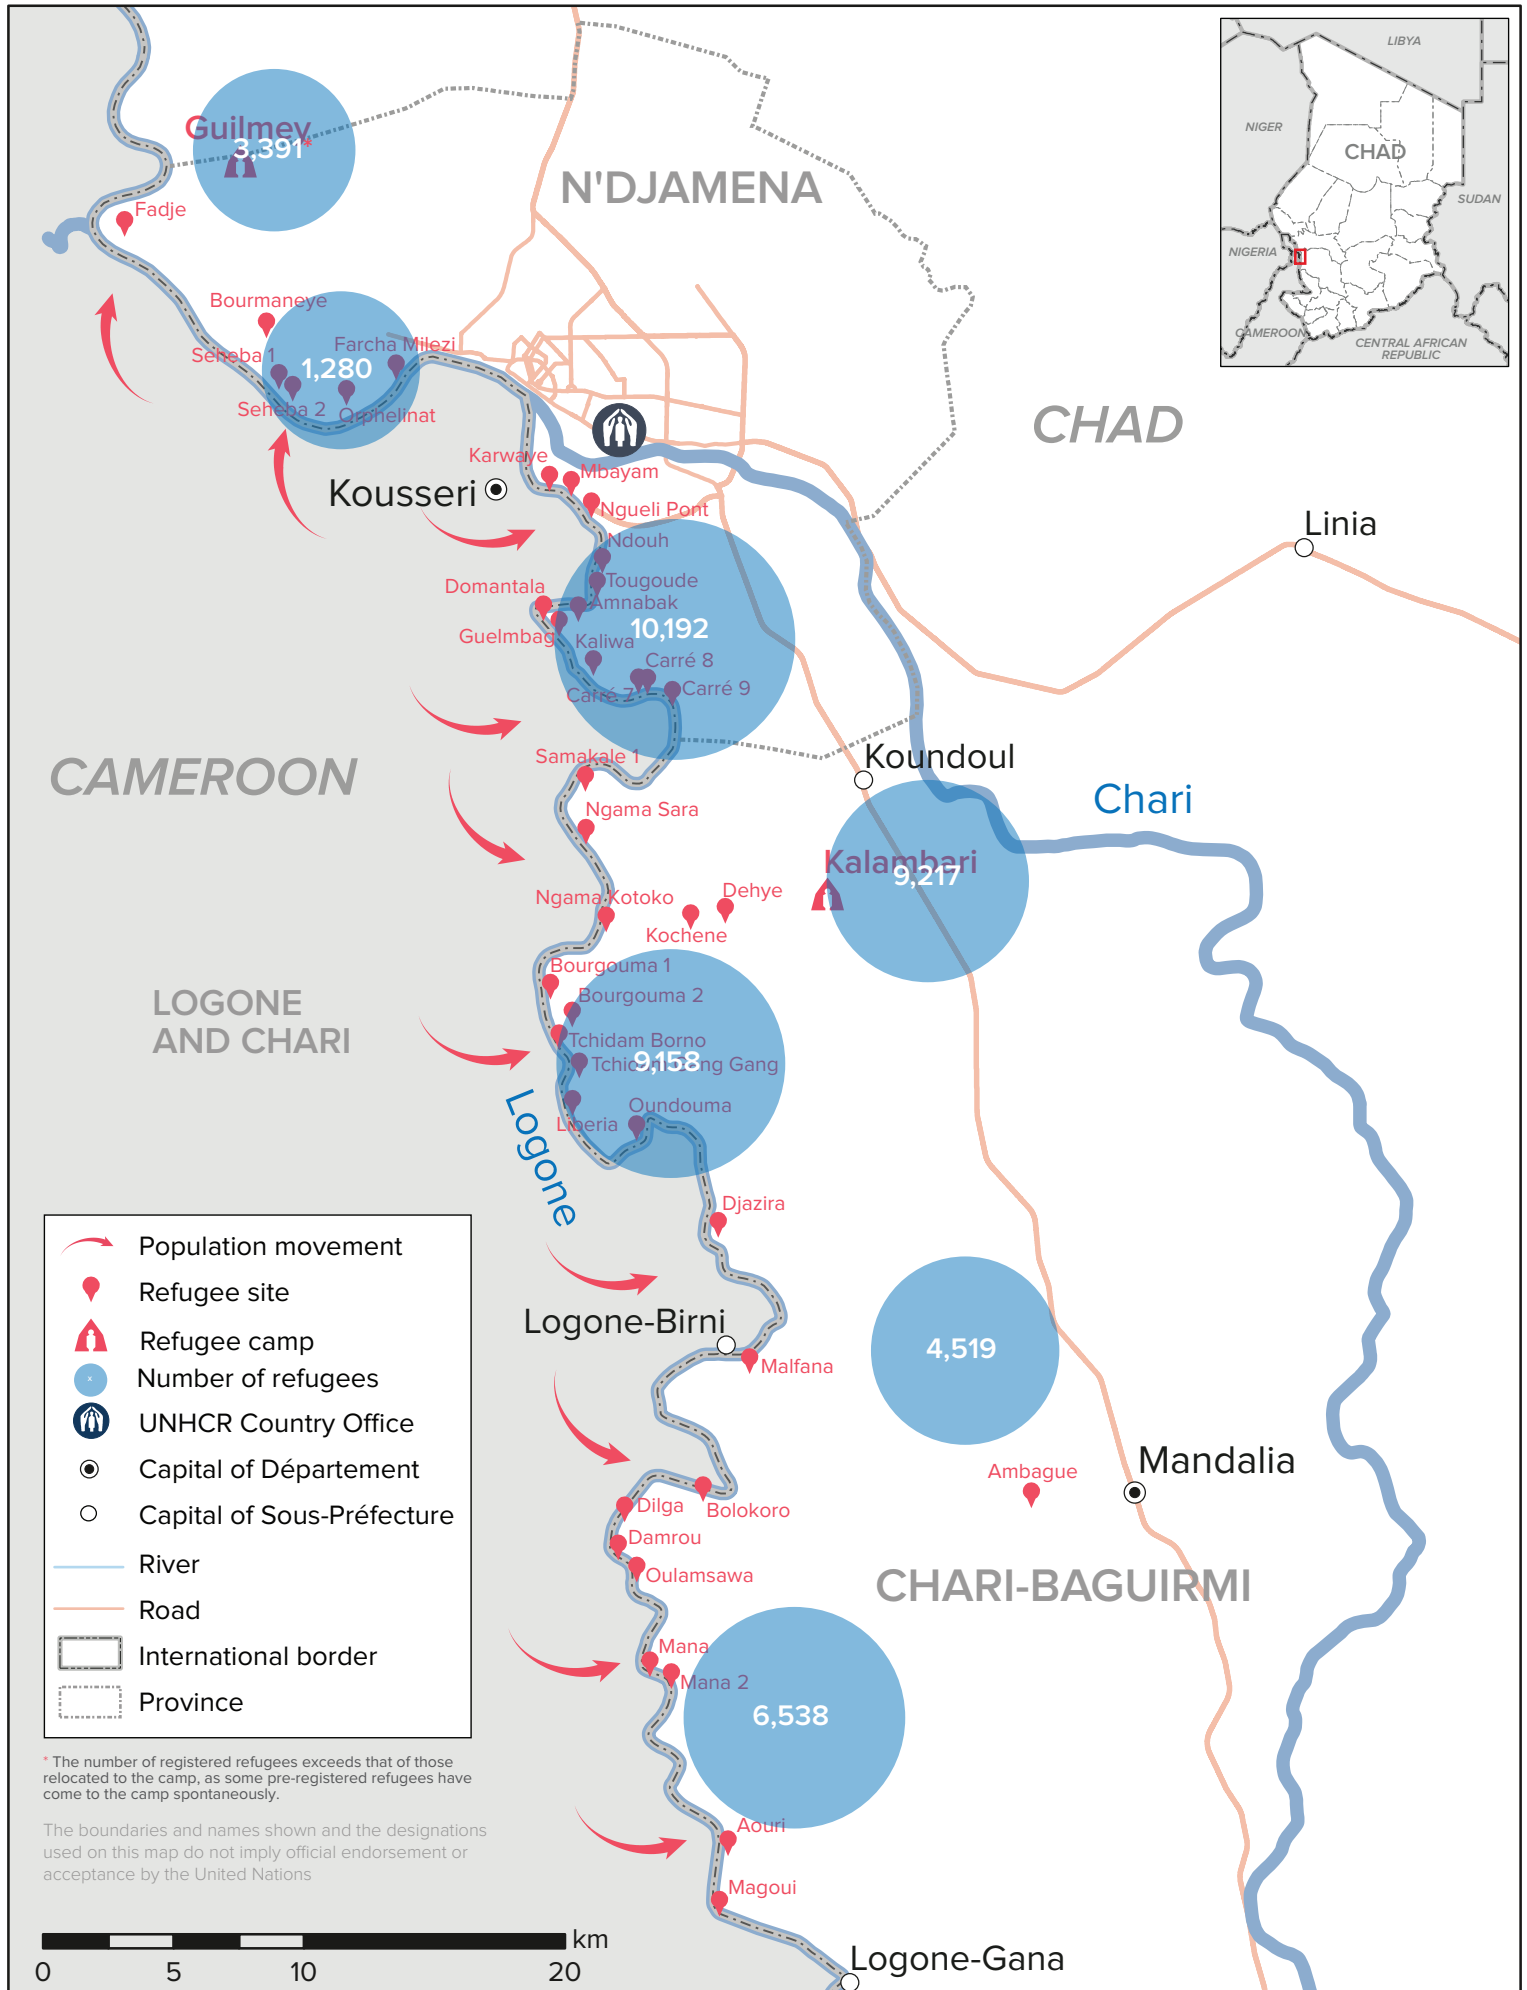 LIBYA
NIGER
CHAD
SUDAN
NIGERIA
CAMEROON
CENTRAL AFRICAN
REPUBLIC
Guilmey
3,391*
N'DJAMENA
Fadje
Bourmaneye
Farcha Milezi
Seheba 1
1,280
Seheba 2
Orphelinat
CHAD
Karwaye
Mbayam
Kousseri
Ngueli Pont
Linia
Ndouh
Tougoude
Domantala
Amnabak
10,192
Guelmbag
Kaliwa
Carré 8
Carré 7
Carré 9
Samakale 1
Koundoul
CAMEROON
Chari
Ngama Sara
Kalambari
9,217
Ngama Kotoko
Dehye
Kochene
Bourgouma 1
Bourgouma 2
LOGONE
AND CHARI
Tchidam Borno
9,158
Tchidam Gang Gang
Liberia
Oundouma
Logone
Djazira
Logone-Birni
Malfana
4,519
Mandalia
Ambague
Dilga
Bolokoro
Damrou
Oulamsawa
CHARI-BAGUIRMI
Mana
Mana 2
6,538
Aouri
Magoui
Logone-Gana
Population movement
Refugee site
Refugee camp
x
Number of refugees
UNHCR Country Office
Capital of Département
Capital of Sous-Préfecture
River
Road
International border
Province
* The number of registered refugees exceeds that of those
relocated to the camp, as some pre-registered refugees have
come to the camp spontaneously.
The boundaries and names shown and the designations
used on this map do not imply official endorsement or
acceptance by the United Nations
km
0 5 10 20